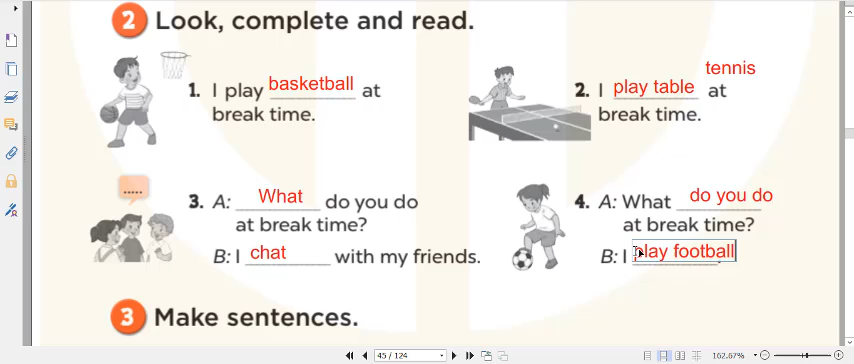 2 Look, complete and read.
1. I play basketball at
break time.
tennis
2. I play table at
break time.
.....
3. A: What do you do
at break time?
B: I chat with my friends.
4. A: What do you do
at break time?
B: I play football.
3 Make sentences.
45 / 124
162.67%